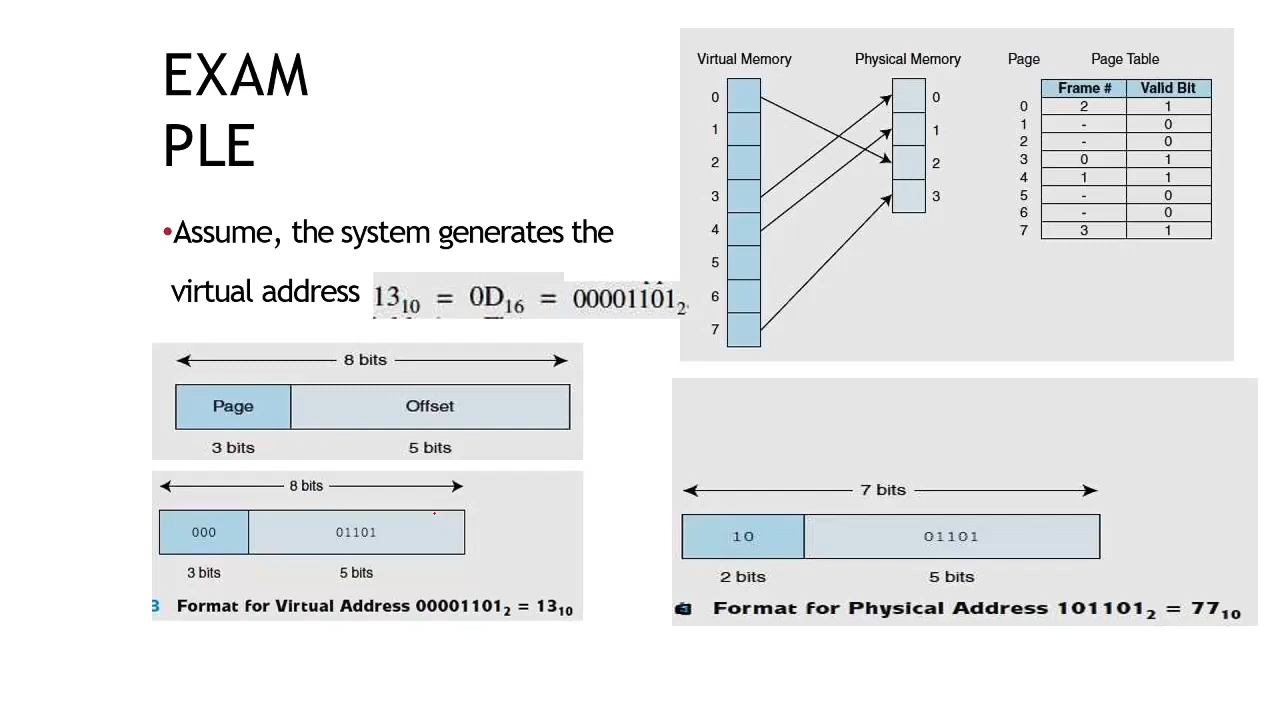 EXAM
PLE
•Assume, the system generates the
virtual address 13₁₀ = 0D₁₆ = 00001101₂.
8 bits
Page Offset
3 bits 5 bits
8 bits
000 01101
3 bits 5 bits
3 Format for Virtual Address 00001101₂ = 13₁₀
Virtual Memory Physical Memory Page Page Table
Frame # Valid Bit
0 2 1
1 - 0
2 - 0
3 0 1
4 1 1
5 - 0
6 - 0
7 3 1
0
1
2
3
4
5
6
7
0
1
2
3
7 bits
10 01101
2 bits 5 bits
Format for Physical Address 101101₂ = 77₁₀